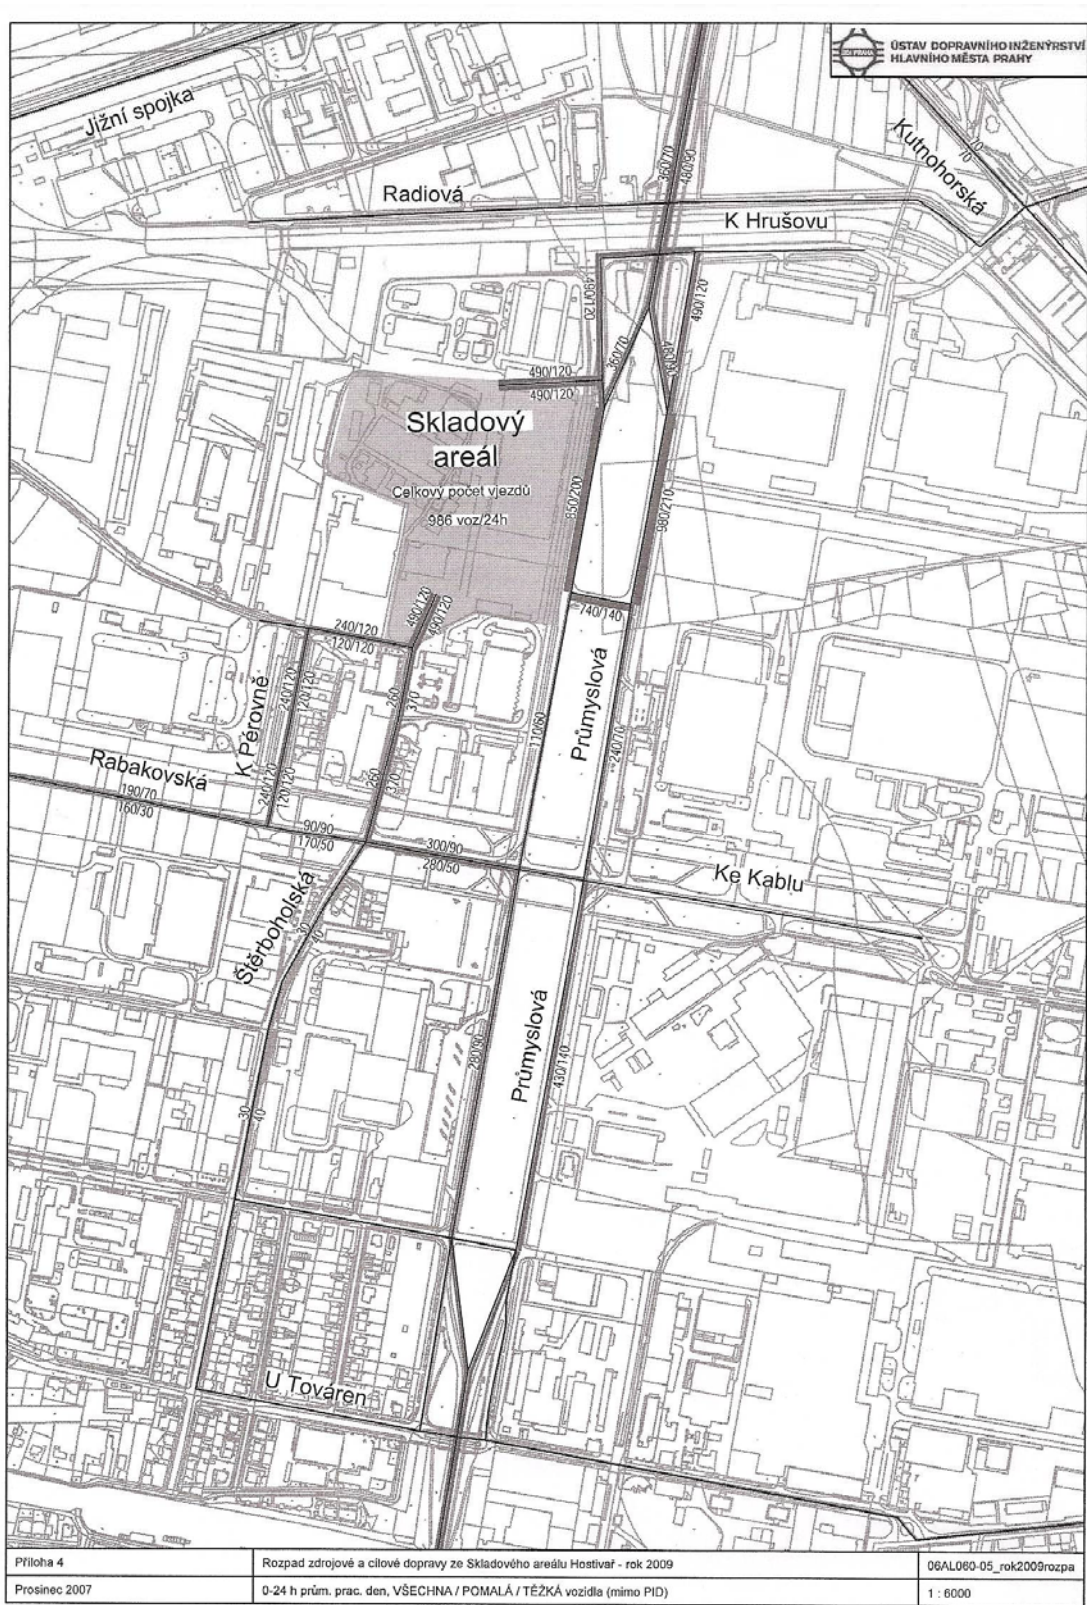 ÚSTAV DOPRAVNÍHO INŽENÝRSTVÍ
HLAVNÍHO MĚSTA PRAHY
Jižní spojka
Kutnohorská
70
70
360/70
480/90
Radiová
K Hrušovu
490/120
490/120
360/70
490/120
490/120
Skladový
areál
Celkový počet vjezdů
986 voz/24h
850/200
980/210
490/120
490/120
740/140
240/120
120/120
240/120
120/120
260
310
110/60
Průmyslová
240/70
K Pérovně
Rabakovská
190/70
160/30
240/120
120/120
260
370
90/90
170/50
300/90
280/50
Ke Kablu
Štěrboholská
30
40
Průmyslová
280/90
430/140
30
40
U Továren
Příloha 4
Rozpad zdrojové a cílové dopravy ze Skladového areálu Hostivař - rok 2009
06AL060-05_rok2009rozpa
Prosinec 2007
0-24 h prům. prac. den, VŠECHNA / POMALÁ / TĚŽKÁ vozidla (mimo PID)
1 : 6000